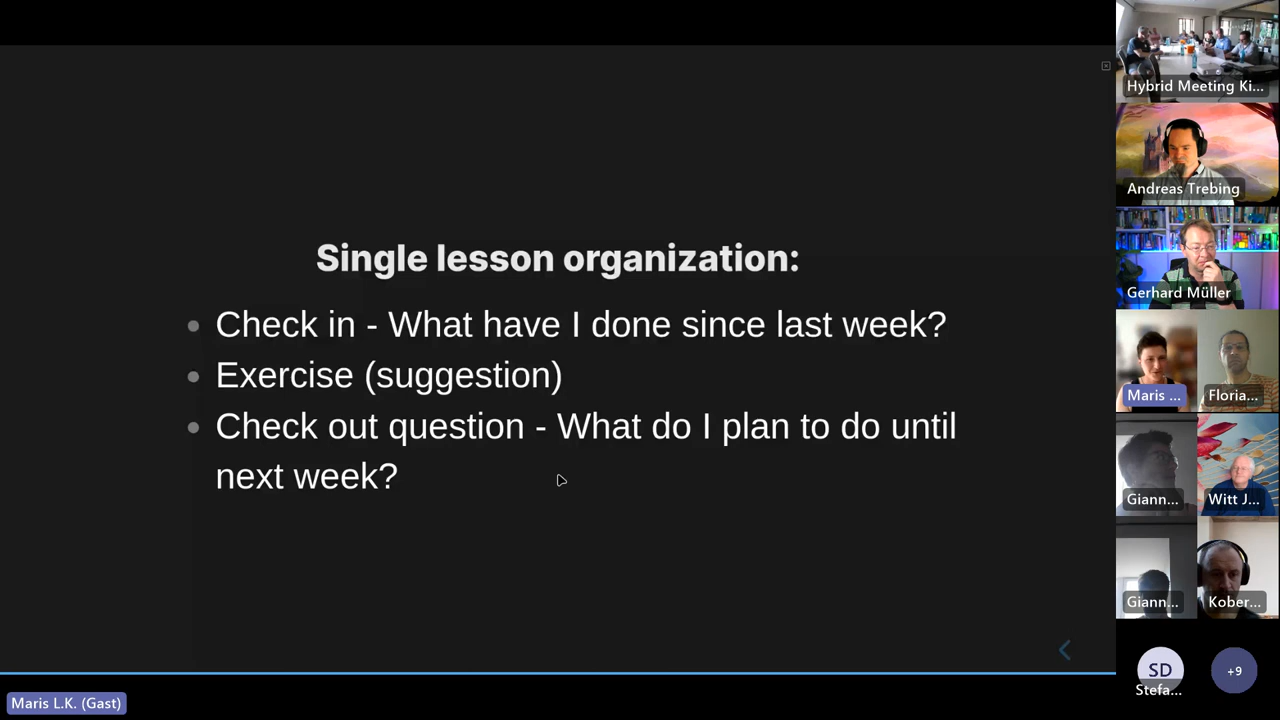 Single lesson organization:
Check in - What have I done since last week?
Exercise (suggestion)
Check out question - What do I plan to do until
next week?
Maris L.K. (Gast)
Hybrid Meeting Ki...
Andreas Trebing
Gerhard Müller
Maris ...
Floria...
Giann...
Witt J...
Giann...
Kober...
SD
Stefa...
+9